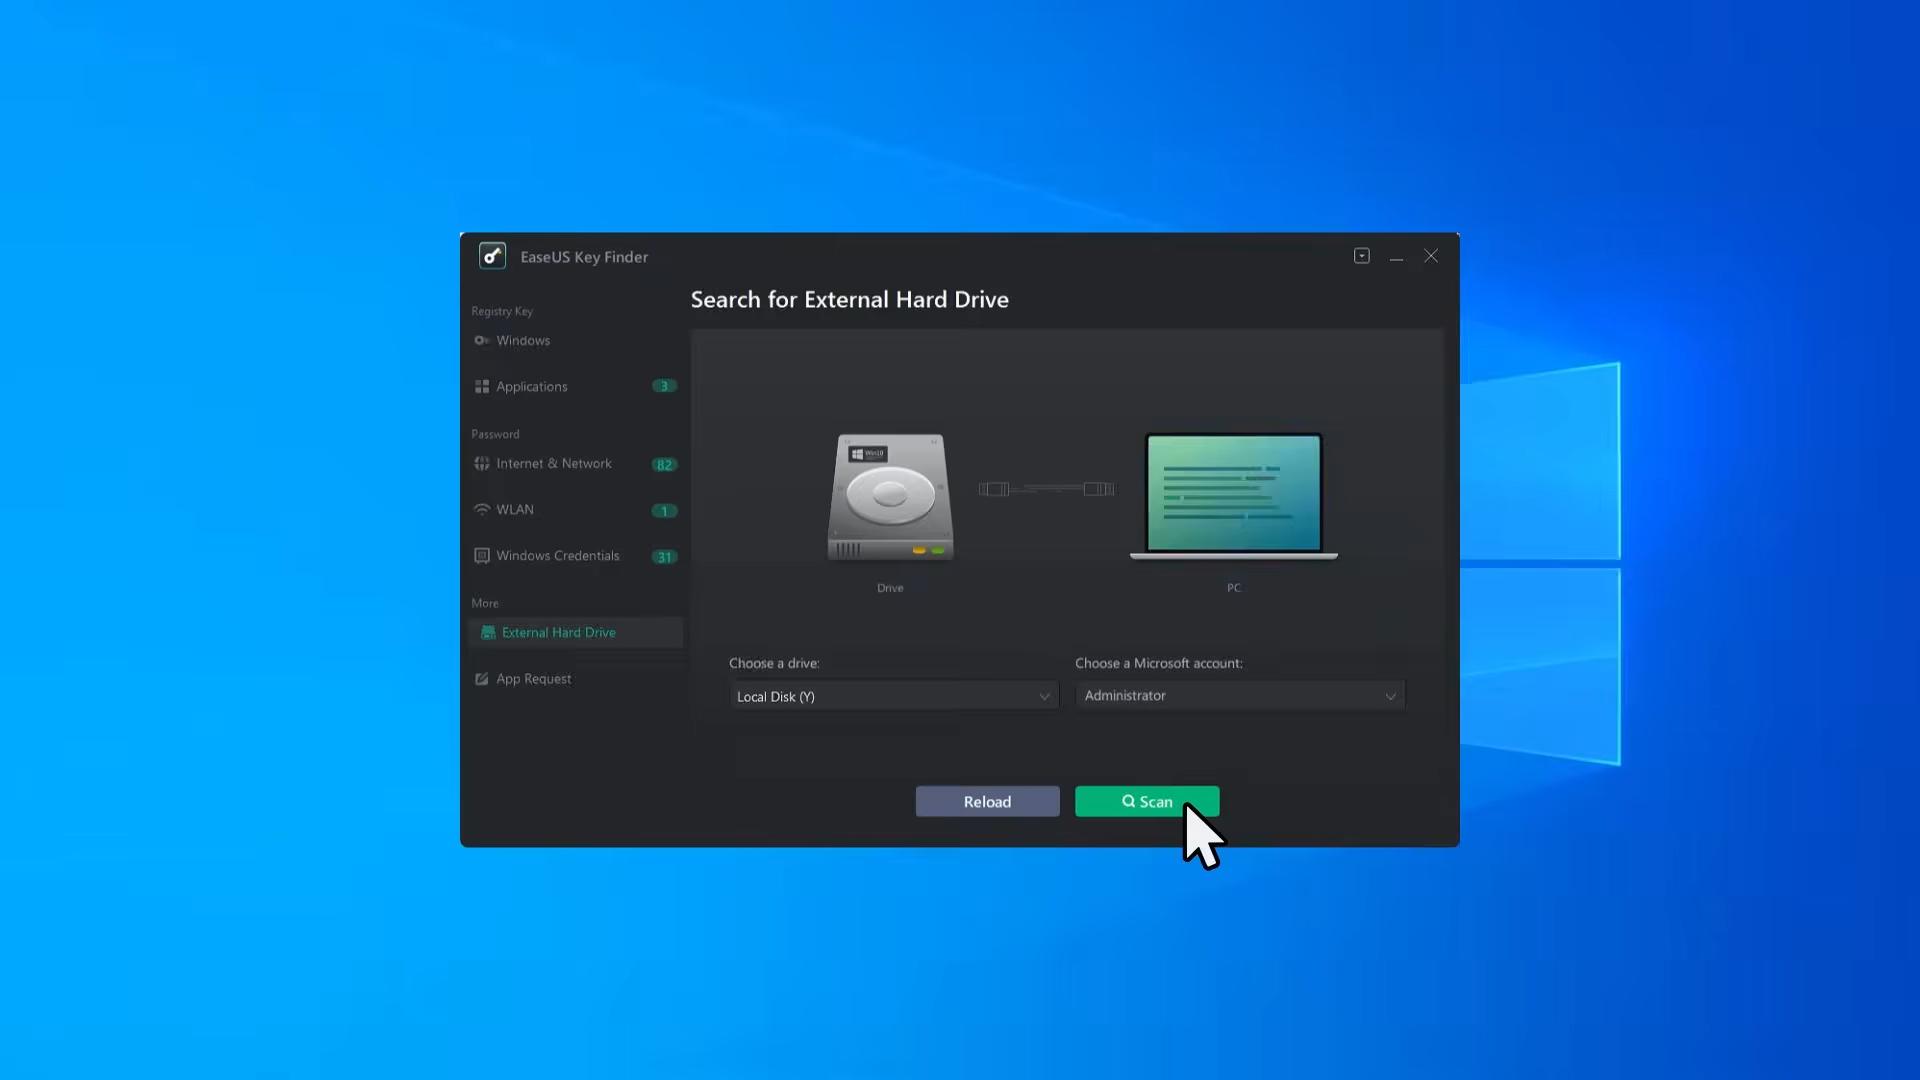 EaseUS Key Finder
Search for External Hard Drive
Registry Key
Windows
Applications 3
Password
Internet & Network 82
WLAN 1
Windows Credentials 31
More
External Hard Drive
App Request
Win10
Drive
PC
Choose a drive:
Choose a Microsoft account:
Local Disk (Y)
Administrator
Reload
Scan